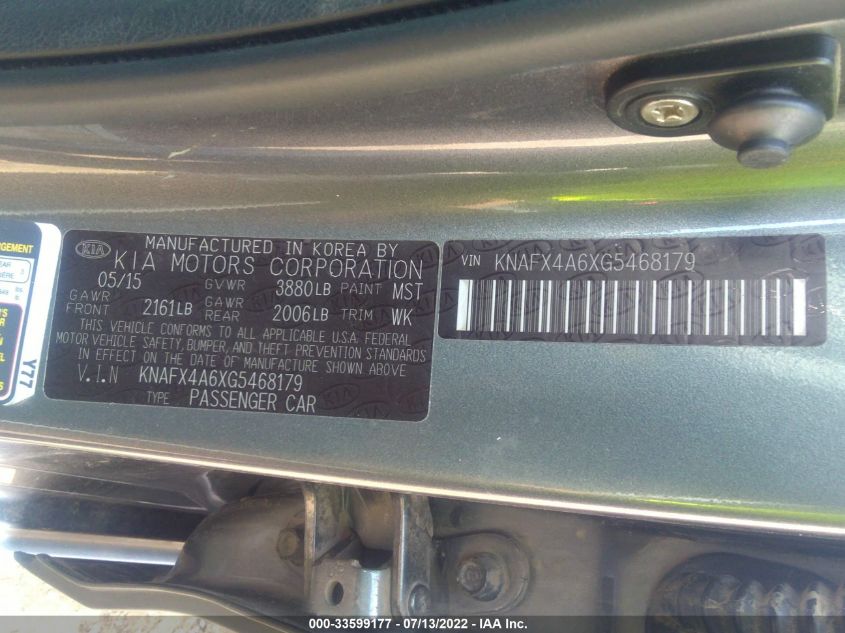 KIA
MANUFACTURED IN KOREA BY
KIA MOTORS CORPORATION
05/15 GVWR 3880LB PAINT MST
GAWR FRONT 2161LB GAWR REAR 2006LB TRIM WK
THIS VEHICLE CONFORMS TO ALL APPLICABLE U.S.A. FEDERAL
MOTOR VEHICLE SAFETY, BUMPER, AND THEFT PREVENTION STANDARDS
IN EFFECT ON THE DATE OF MANUFACTURE SHOWN ABOVE
V.I.N KNAFX4A6XG5468179
TYPE PASSENGER CAR
VIN KNAFX4A6XG5468179
Y77
000-33599177 - 07/13/2022 - IAA Inc.